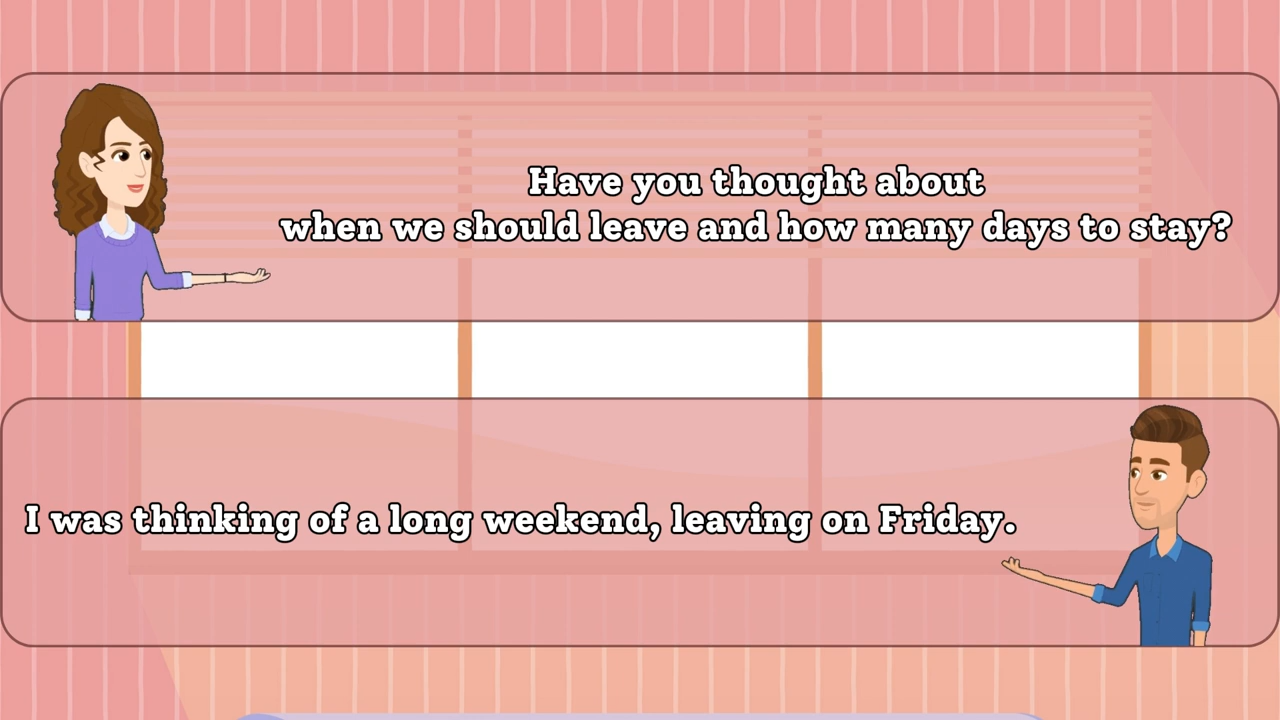 Have you thought about
when we should leave and how many days to stay?
I was thinking of a long weekend, leaving on Friday.